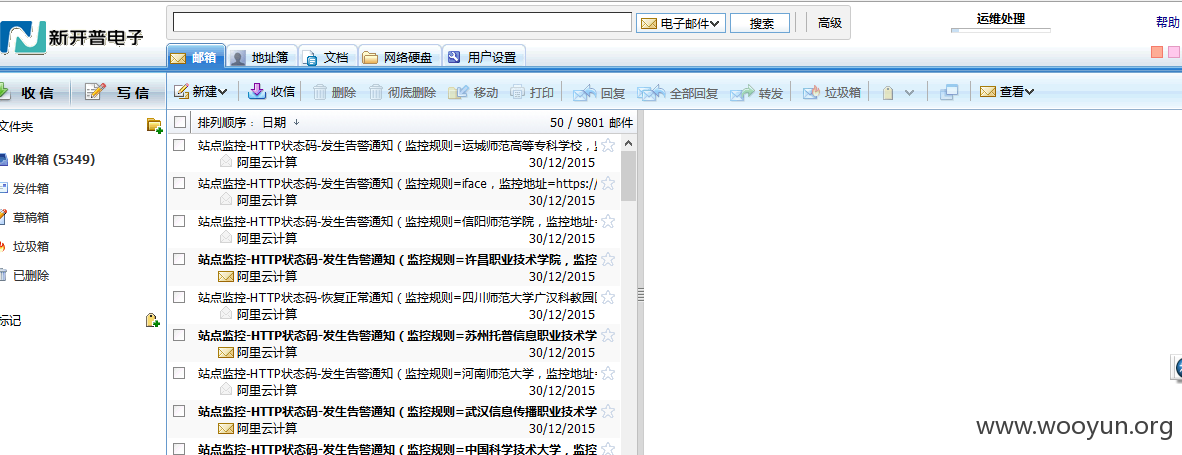 新开普电子
电子邮件 搜索 高级
运维处理
帮助
邮箱 地址簿 文档 网络硬盘 用户设置
收信 写信
新建 收信 删除 彻底删除 移动 打印 回复 全部回复 转发 垃圾箱 查看
文件夹
收件箱 (5349)
发件箱
草稿箱
垃圾箱
已删除
标记
排列顺序: 日期 50 / 9801 邮件
站点监控-HTTP状态码-发生告警通知 ( 监控规则=运城师范高等专科学校,
阿里云计算 30/12/2015
站点监控-HTTP状态码-发生告警通知 ( 监控规则=iface,监控地址=https:/
阿里云计算 30/12/2015
站点监控-HTTP状态码-发生告警通知 ( 监控规则=信阳师范学院,监控地址=
阿里云计算 30/12/2015
站点监控-HTTP状态码-发生告警通知 ( 监控规则=许昌职业技术学院,监控
阿里云计算 30/12/2015
站点监控-HTTP状态码-恢复正常通知 ( 监控规则=四川师范大学广汉科教园
阿里云计算 30/12/2015
站点监控-HTTP状态码-发生告警通知 ( 监控规则=苏州托普信息职业技术学
阿里云计算 30/12/2015
站点监控-HTTP状态码-发生告警通知 ( 监控规则=河南师范大学,监控地址=
阿里云计算 30/12/2015
站点监控-HTTP状态码-发生告警通知 ( 监控规则=武汉信息传播职业技术学
阿里云计算 30/12/2015
站点监控-HTTP状态码-发生告警通知 ( 监控规则=中国科学技术大学,监控
www.wooyun.org